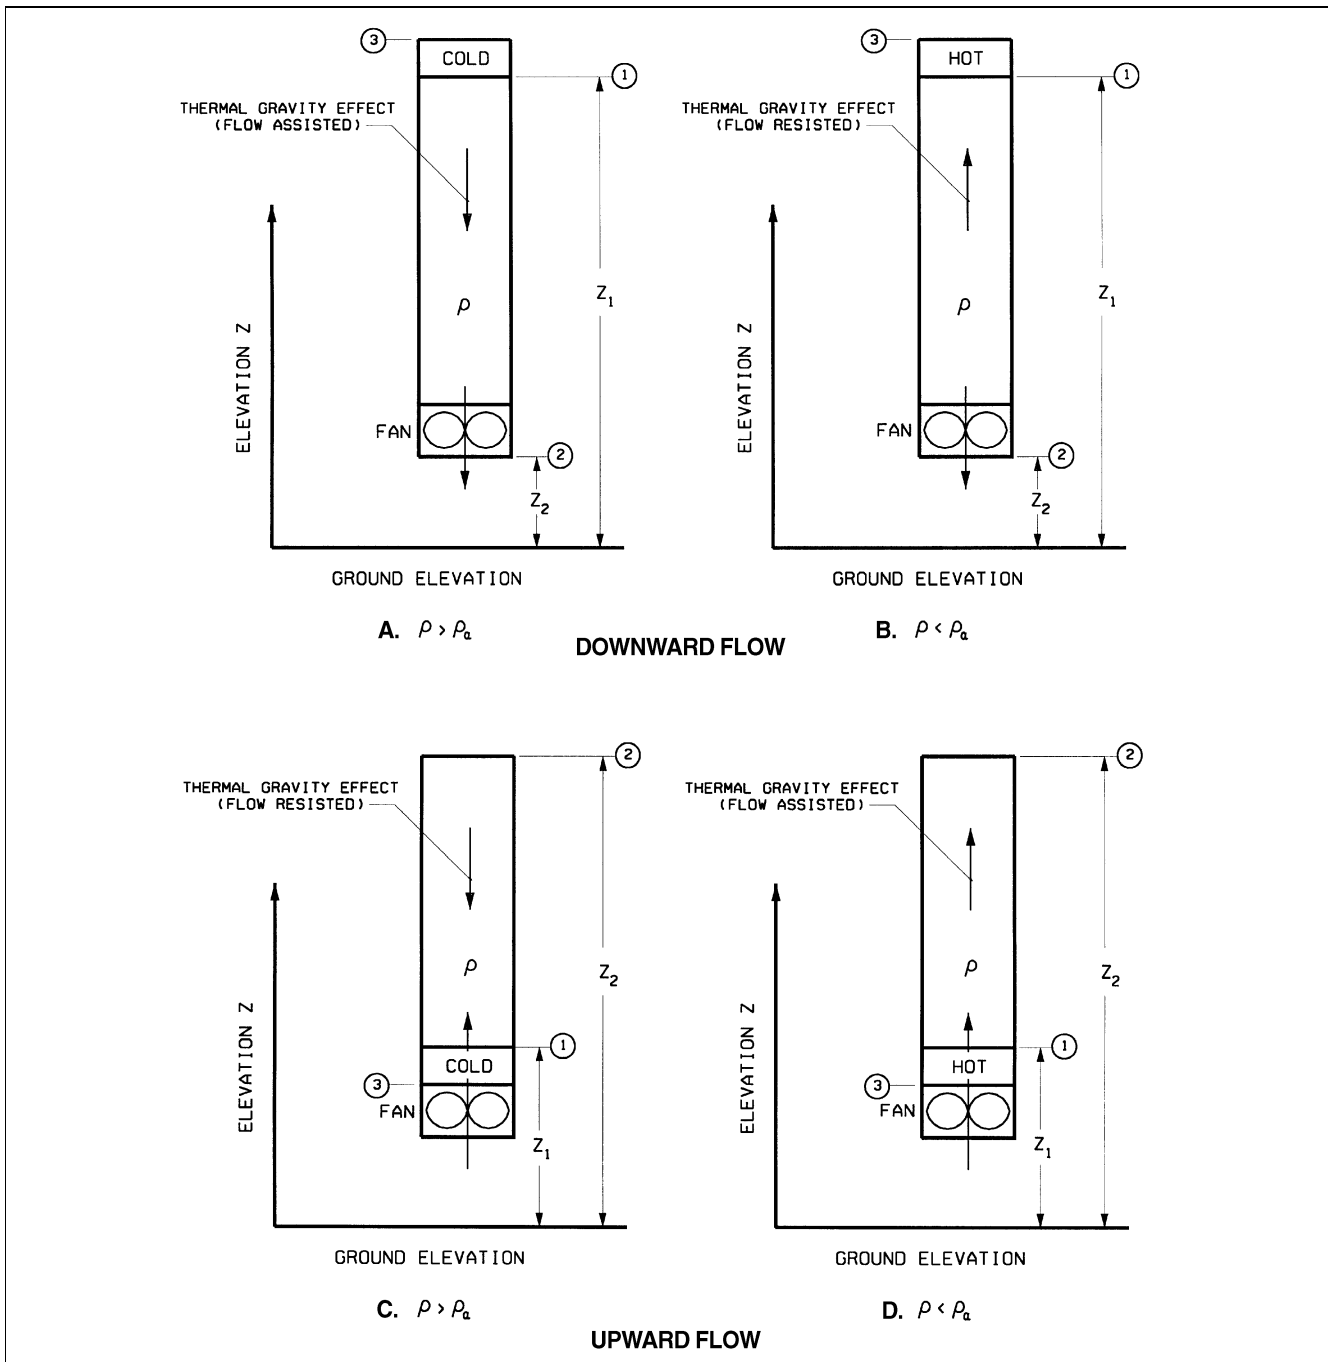 3
COLD
1
THERMAL GRAVITY EFFECT
(FLOW ASSISTED)
ρ
Z1
ELEVATION Z
FAN
2
Z2
GROUND ELEVATION
A. ρ > ρa
3
HOT
1
THERMAL GRAVITY EFFECT
(FLOW RESISTED)
ρ
Z1
ELEVATION Z
FAN
2
Z2
GROUND ELEVATION
B. ρ < ρa
DOWNWARD FLOW
2
THERMAL GRAVITY EFFECT
(FLOW RESISTED)
ρ
Z2
ELEVATION Z
1
COLD
3
FAN
Z1
GROUND ELEVATION
C. ρ > ρa
2
THERMAL GRAVITY EFFECT
(FLOW ASSISTED)
ρ
Z2
ELEVATION Z
1
HOT
3
FAN
Z1
GROUND ELEVATION
D. ρ < ρa
UPWARD FLOW